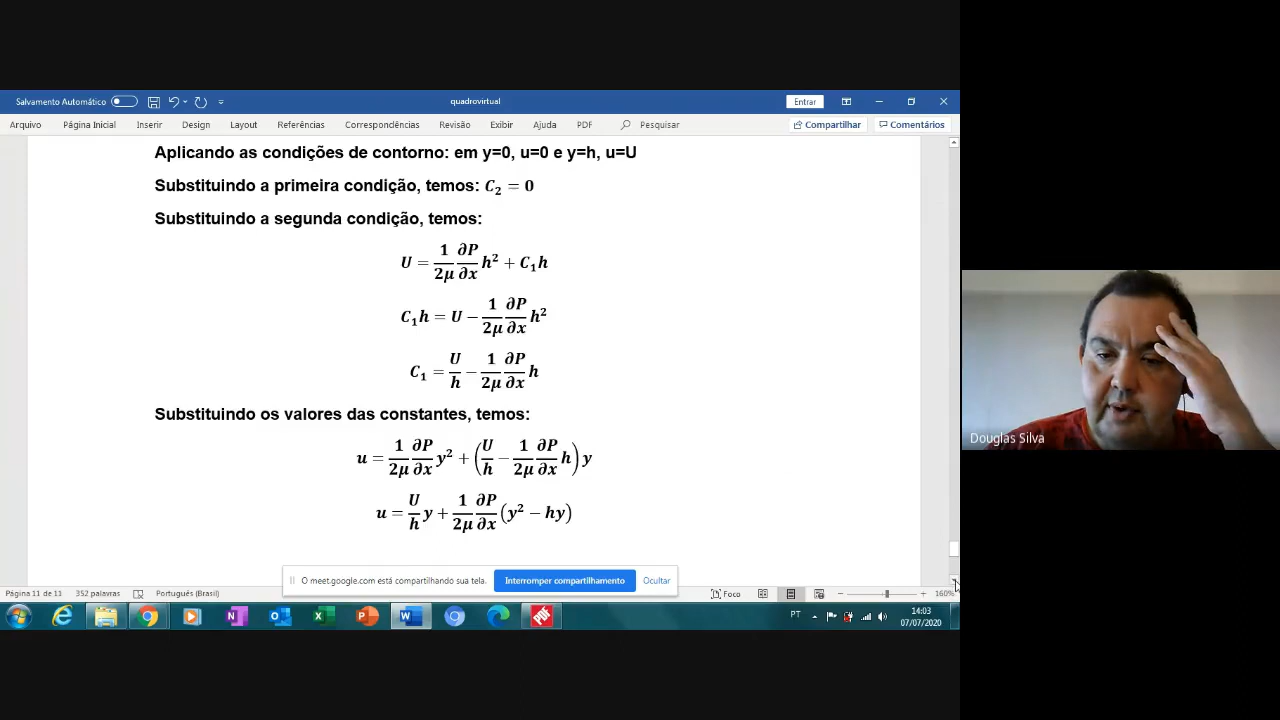 Salvamento Automático
quadrovirtual
Entrar
Arquivo Página Inicial Inserir Design Layout Referências Correspondências Revisão Exibir Ajuda PDF Pesquisar Compartilhar Comentários
Aplicando as condições de contorno: em y=0, u=0 e y=h, u=U
Substituindo a primeira condição, temos: C₂ = 0
Substituindo a segunda condição, temos:
U = 1/2μ ∂P/∂x h² + C₁h
C₁h = U − 1/2μ ∂P/∂x h²
C₁ = U/h − 1/2μ ∂P/∂x h
Substituindo os valores das constantes, temos:
u = 1/2μ ∂P/∂x y² + (U/h − 1/2μ ∂P/∂x h) y
u = U/h y + 1/2μ ∂P/∂x (y² − hy)
O meet.google.com está compartilhando sua tela. Interromper compartilhamento Ocultar
Página 11 de 11 352 palavras Português (Brasil) Foco 160%
PT 14:03
07/07/2020
Douglas Silva